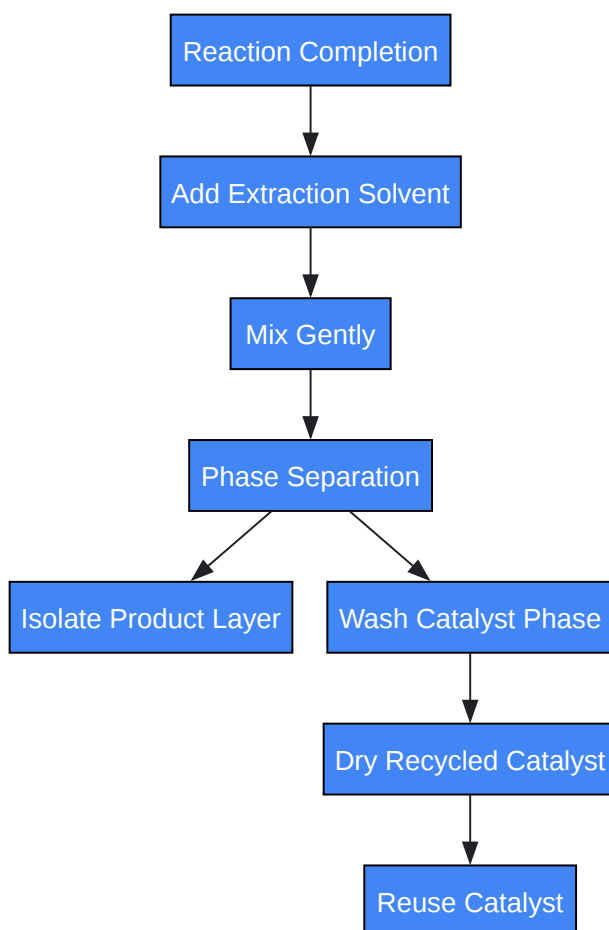 Reaction Completion
Add Extraction Solvent
Mix Gently
Phase Separation
Isolate Product Layer
Wash Catalyst Phase
Dry Recycled Catalyst
Reuse Catalyst